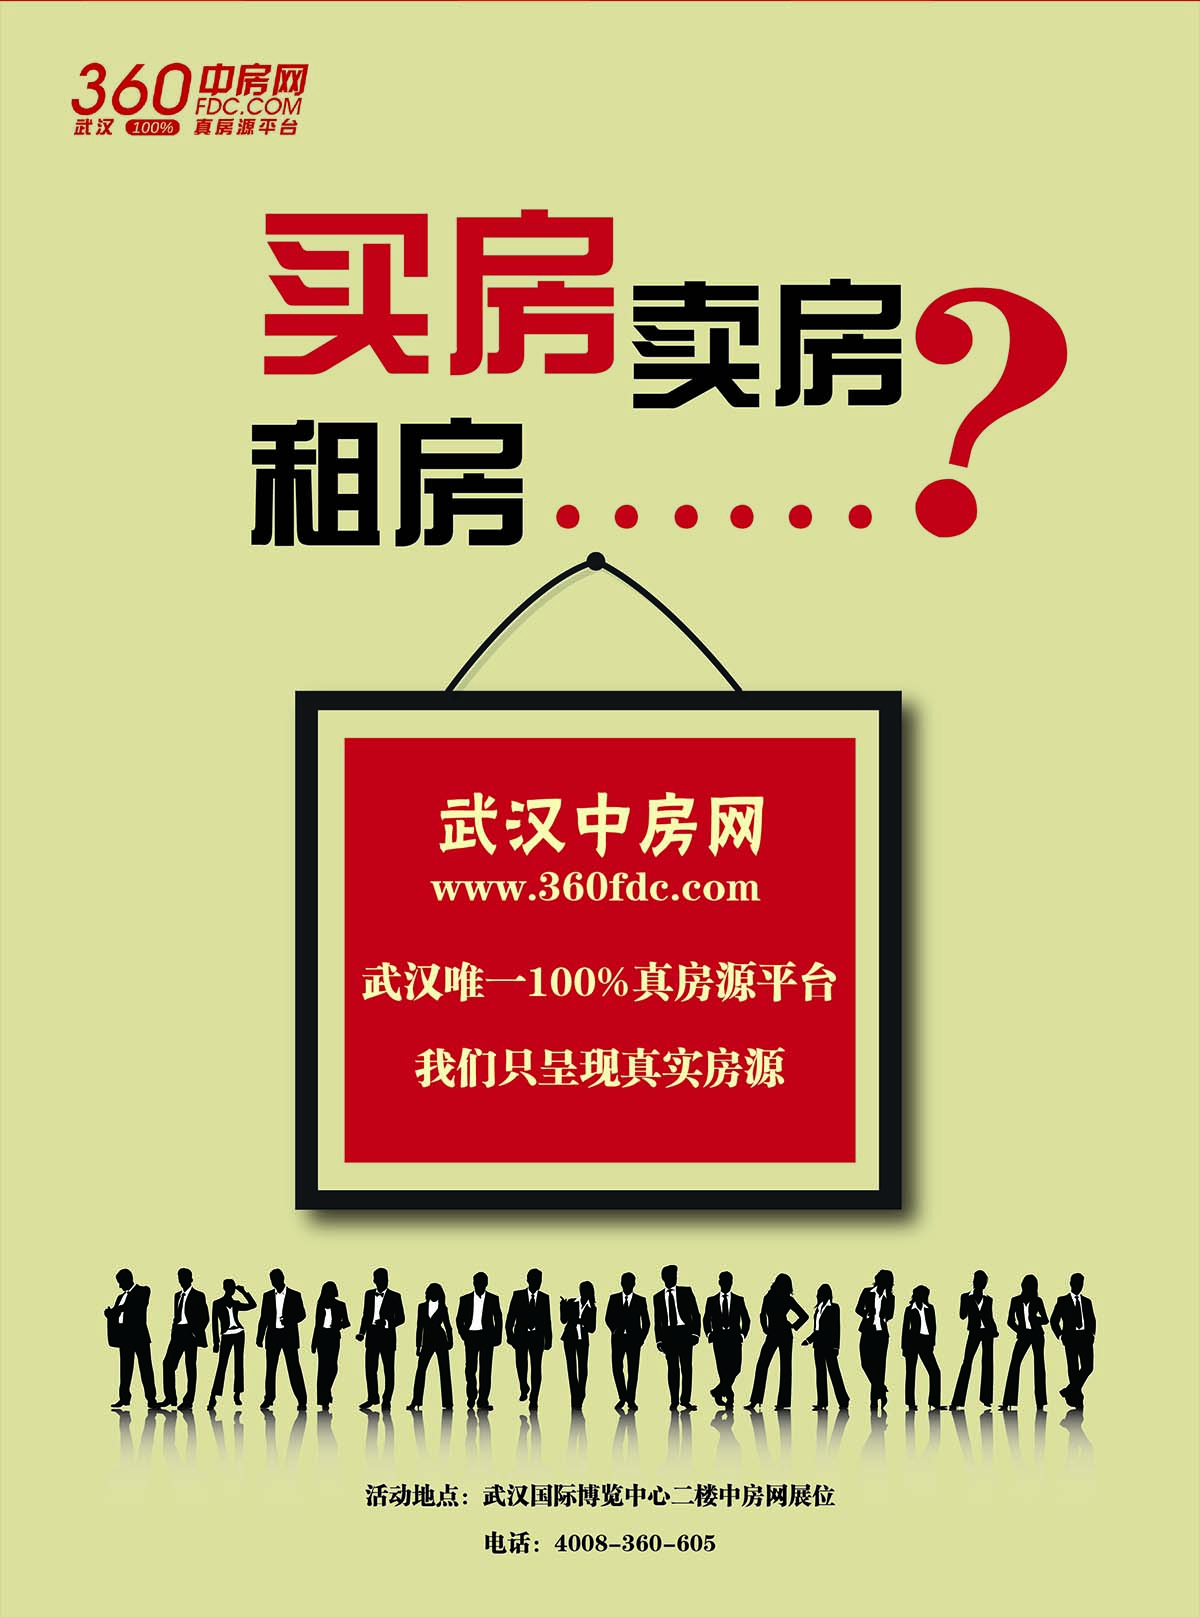 360中房网
FDC.COM
武汉 100% 真房源平台
买房
卖房?
租房......
武汉中房网
www.360fdc.com
武汉唯一100%真房源平台
我们只呈现真实房源
活动地点：武汉国际博览中心二楼中房网展位
电话：4008-360-605